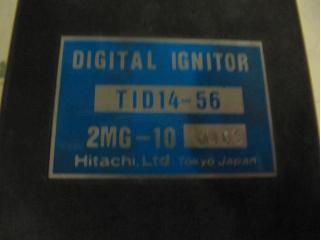 DIGITAL IGNITOR
TID14-56
2MG-10
Hitachi, Ltd Tokyo Japan